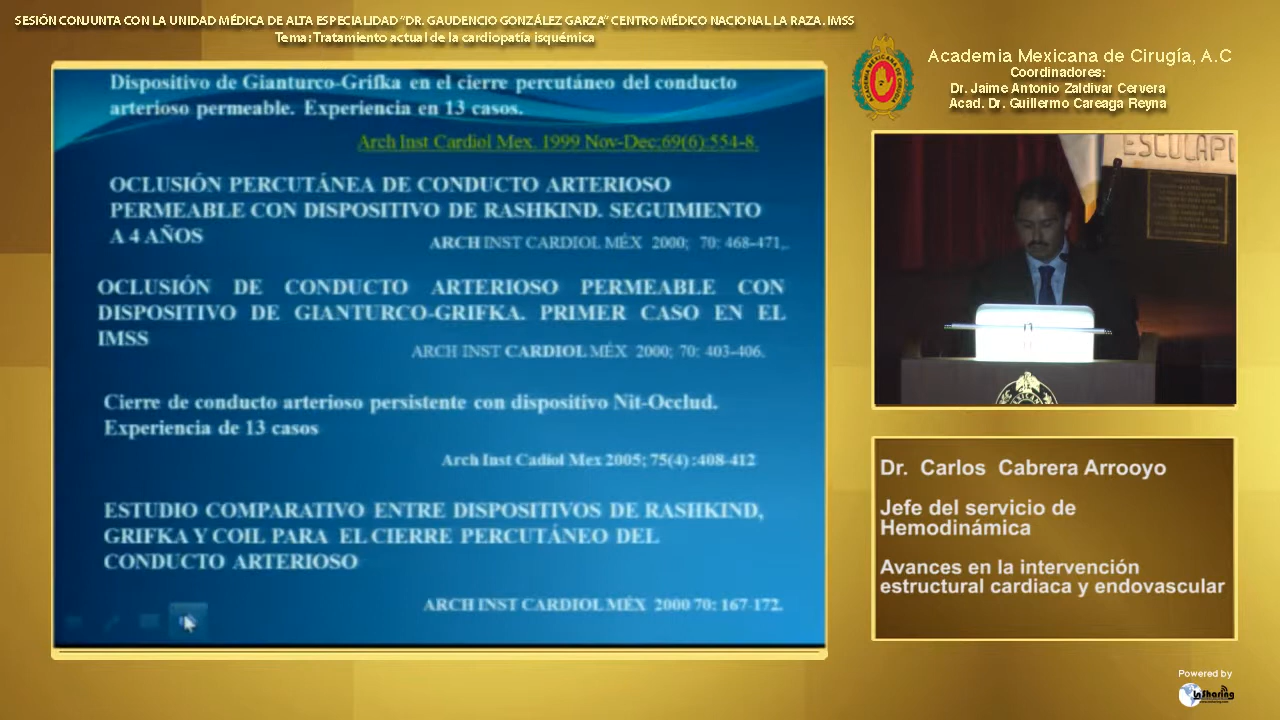 SESIÓN CONJUNTA CON LA UNIDAD MÉDICA DE ALTA ESPECIALIDAD "DR. GAUDENCIO GONZÁLEZ GARZA" CENTRO MÉDICO NACIONAL LA RAZA, IMSS
Tema: Tratamiento actual de la cardiopatía isquémica
Academia Mexicana de Cirugía, A.C
Coordinadores:
Dr. Jaime Antonio Zaldívar Cervera
Acad. Dr. Guillermo Careaga Reyna
Dispositivo de Gianturco-Grifka en el cierre percutáneo del conducto
arterioso permeable. Experiencia en 13 casos.
Arch Inst Cardiol Mex. 1999 Nov-Dec;69(6):554-8.
OCLUSIÓN PERCUTÁNEA DE CONDUCTO ARTERIOSO
PERMEABLE CON DISPOSITIVO DE RASHKIND. SEGUIMIENTO
A 4 AÑOS
ARCH INST CARDIOL MÉX 2000; 70: 468-471,.
OCLUSIÓN DE CONDUCTO ARTERIOSO PERMEABLE CON
DISPOSITIVO DE GIANTURCO-GRIFKA. PRIMER CASO EN EL
IMSS
ARCH INST CARDIOL MÉX 2000; 70: 403-406.
Cierre de conducto arterioso persistente con dispositivo Nit-Occlud.
Experiencia de 13 casos
Arch Inst Cadiol Mex 2005; 75(4) :408-412
ESTUDIO COMPARATIVO ENTRE DISPOSITIVOS DE RASHKIND,
GRIFKA Y COIL PARA EL CIERRE PERCUTÁNEO DEL
CONDUCTO ARTERIOSO
ARCH INST CARDIOL MÉX 2000 70: 167-172.
ESCULAPI
Dr. Carlos Cabrera Arrooyo
Jefe del servicio de
Hemodinámica
Avances en la intervención
estructural cardiaca y endovascular
Powered by
InSharing